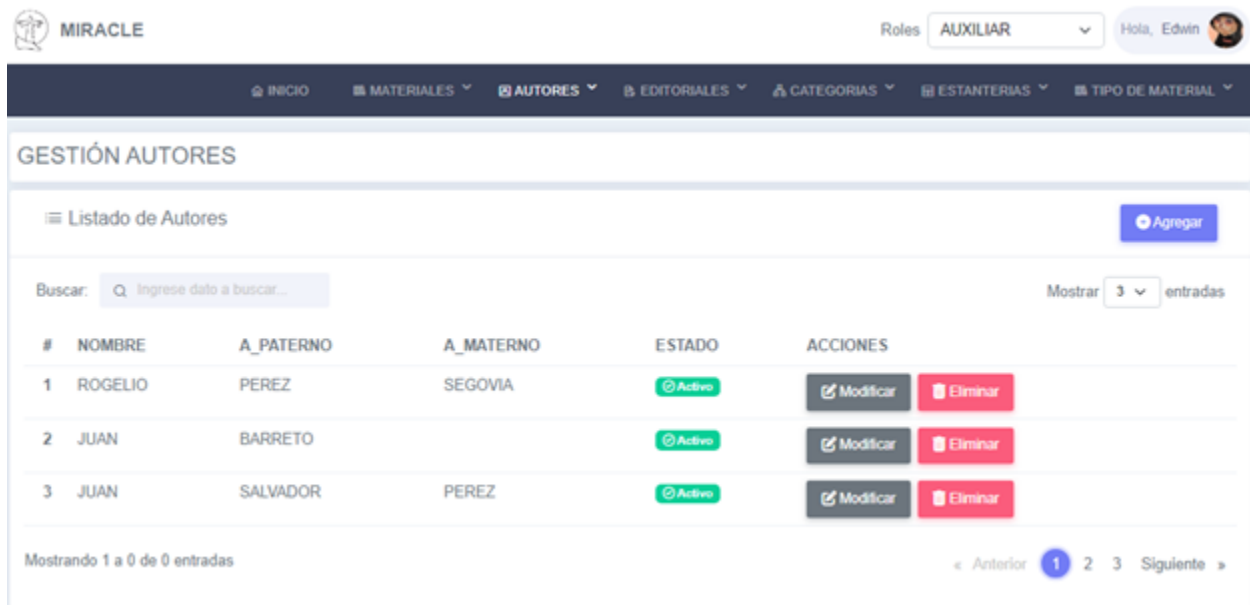 MIRACLE Roles AUXILIAR Hola, Edwin
INICIO MATERIALES AUTORES EDITORIALES CATEGORIAS ESTANTERIAS TIPO DE MATERIAL
GESTIÓN AUTORES
Listado de Autores Agregar
Buscar: Ingrese dato a buscar... Mostrar 3 entradas
# NOMBRE A_PATERNO A_MATERNO ESTADO ACCIONES
1 ROGELIO PEREZ SEGOVIA Activo Modificar Eliminar
2 JUAN BARRETO Activo Modificar Eliminar
3 JUAN SALVADOR PEREZ Activo Modificar Eliminar
Mostrando 1 a 0 de 0 entradas « Anterior 1 2 3 Siguiente »